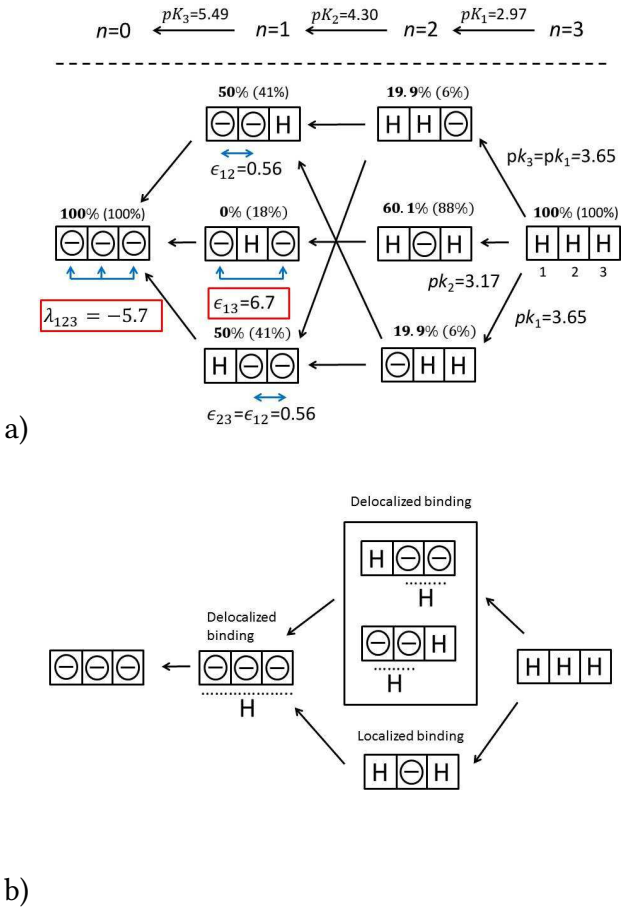 pK₃=5.49 pK₂=4.30 pK₁=2.97
n=0 n=1 n=2 n=3
50% (41%) 19.9% (6%)
⊖ ⊖ H H H ⊖
ϵ₁₂=0.56 pk₃=pk₁=3.65
100% (100%) 0% (18%) 60.1% (88%) 100% (100%)
⊖ ⊖ ⊖ ⊖ H ⊖ H ⊖ H H H H
1 2 3
pk₂=3.17
λ₁₂₃ = −5.7 ϵ₁₃=6.7 pk₁=3.65
50% (41%) 19.9% (6%)
H ⊖ ⊖ ⊖ H H
ϵ₂₃=ϵ₁₂=0.56
a)
Delocalized binding
H ⊖ ⊖
H
Delocalized
binding
⊖ ⊖ H
H
⊖ ⊖ ⊖ ⊖ ⊖ ⊖ H H H
H
Localized binding
H ⊖ H
b)